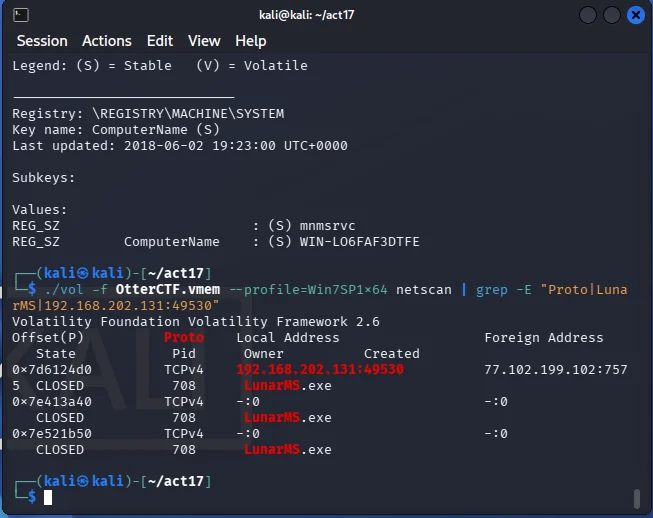 kali@kali: ~/act17
Session Actions Edit View Help
Legend: (S) = Stable (V) = Volatile
----------------------------
Registry: \REGISTRY\MACHINE\SYSTEM
Key name: ComputerName (S)
Last updated: 2018-06-02 19:23:00 UTC+0000
Subkeys:
Values:
REG_SZ : (S) mnmsrvc
REG_SZ ComputerName : (S) WIN-LO6FAF3DTFE
┌──(kali㉿kali)-[~/act17]
└─$ ./vol -f OtterCTF.vmem --profile=Win7SP1×64 netscan | grep -E "Proto|Luna
rMS|192.168.202.131:49530"
Volatility Foundation Volatility Framework 2.6
Offset(P) Proto Local Address Foreign Address
State Pid Owner Created
0×7d6124d0 TCPv4 192.168.202.131:49530 77.102.199.102:757
5 CLOSED 708 LunarMS.exe
0×7e413a40 TCPv4 -:0 -:0
CLOSED 708 LunarMS.exe
0×7e521b50 TCPv4 -:0 -:0
CLOSED 708 LunarMS.exe
┌──(kali㉿kali)-[~/act17]
└─$
KALI